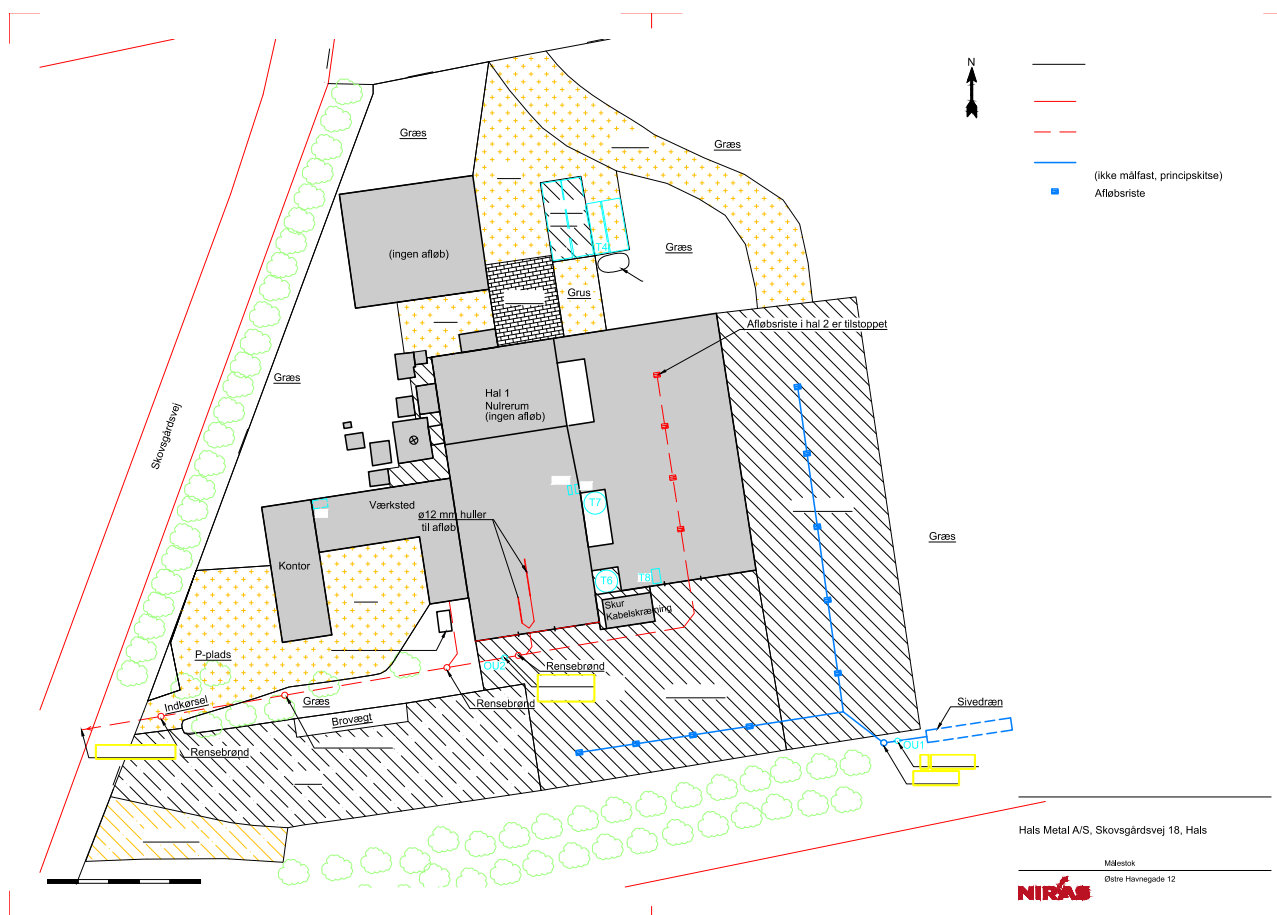 N
(ikke målfast, principskitse)
Afløbsriste
Græs
Græs
(ingen afløb)
T4
Græs
Grus
Afløbsriste i hal 2 er tilstoppet
Græs
Hal 1
Nulrerum
(ingen afløb)
Skovsgårdsvej
Værksted
ø12 mm huller
til afløb
T7
Græs
Kontor
T6
T8
Skur
Kabelskræning
P-plads
OU2
Rensebrønd
Indkørsel
Græs
Rensebrønd
Brovægt
Sivedræn
Rensebrønd
OU1
Hals Metal A/S, Skovsgårdsvej 18, Hals
Målestok
Østre Havnegade 12
NIRAS